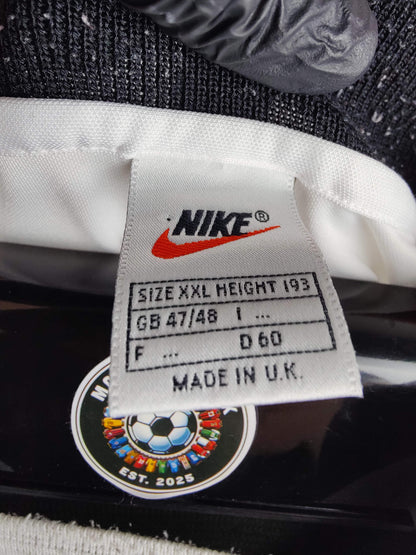 NIKE®
SIZE XXL HEIGHT 193
GB 47/48 I ...
F ... D 60
MADE IN U.K.
EST. 2025